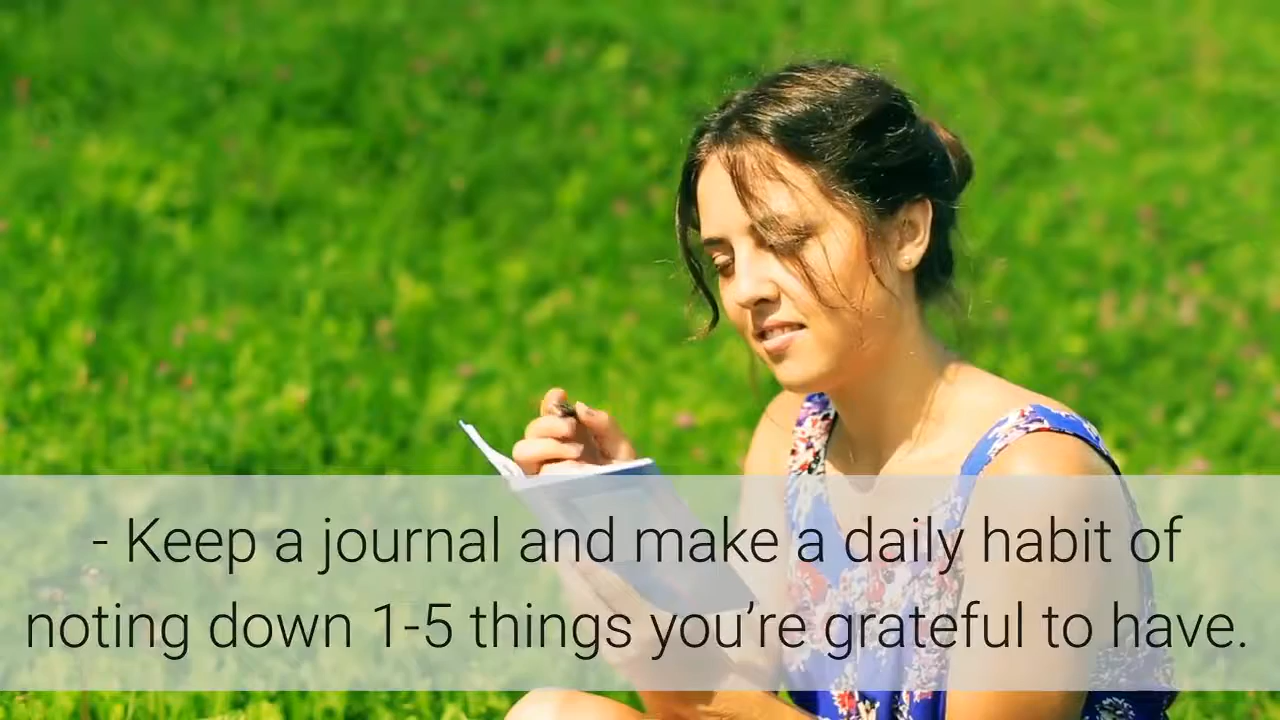 - Keep a journal and make a daily habit of
noting down 1-5 things you’re grateful to have.